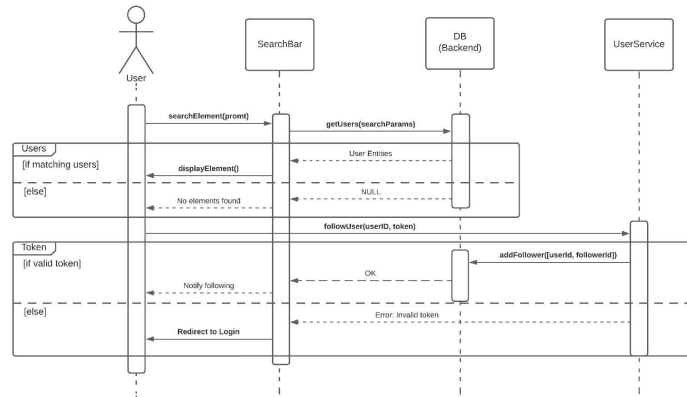 User
SearchBar
DB
(Backend)
UserService
searchElement(promt)
getUsers(searchParams)
Users
[if matching users]
User Entities
displayElement()
[else]
NULL
No elements found
followUser(userID, token)
Token
[if valid token]
addFollower([userId, followerId])
OK
Notify following
[else]
Error: Invalid token
Redirect to Login